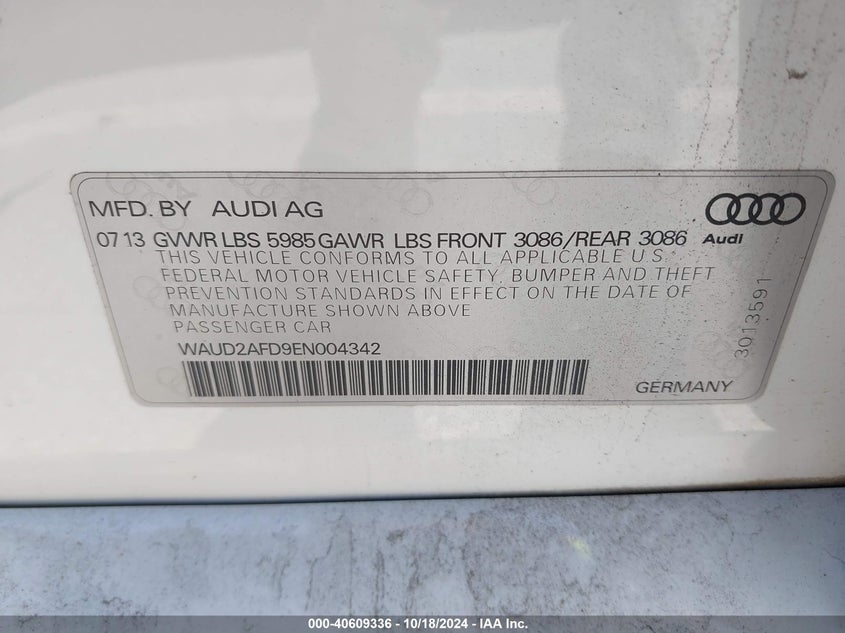 MFD. BY AUDI AG
07 13 GVWR LBS 5985 GAWR LBS FRONT 3086/REAR 3086
Audi
THIS VEHICLE CONFORMS TO ALL APPLICABLE U.S.
FEDERAL MOTOR VEHICLE SAFETY, BUMPER AND THEFT
PREVENTION STANDARDS IN EFFECT ON THE DATE OF
MANUFACTURE SHOWN ABOVE
PASSENGER CAR
3013591
WAUD2AFD9EN004342
GERMANY
000-40609336 - 10/18/2024 - IAAI.com